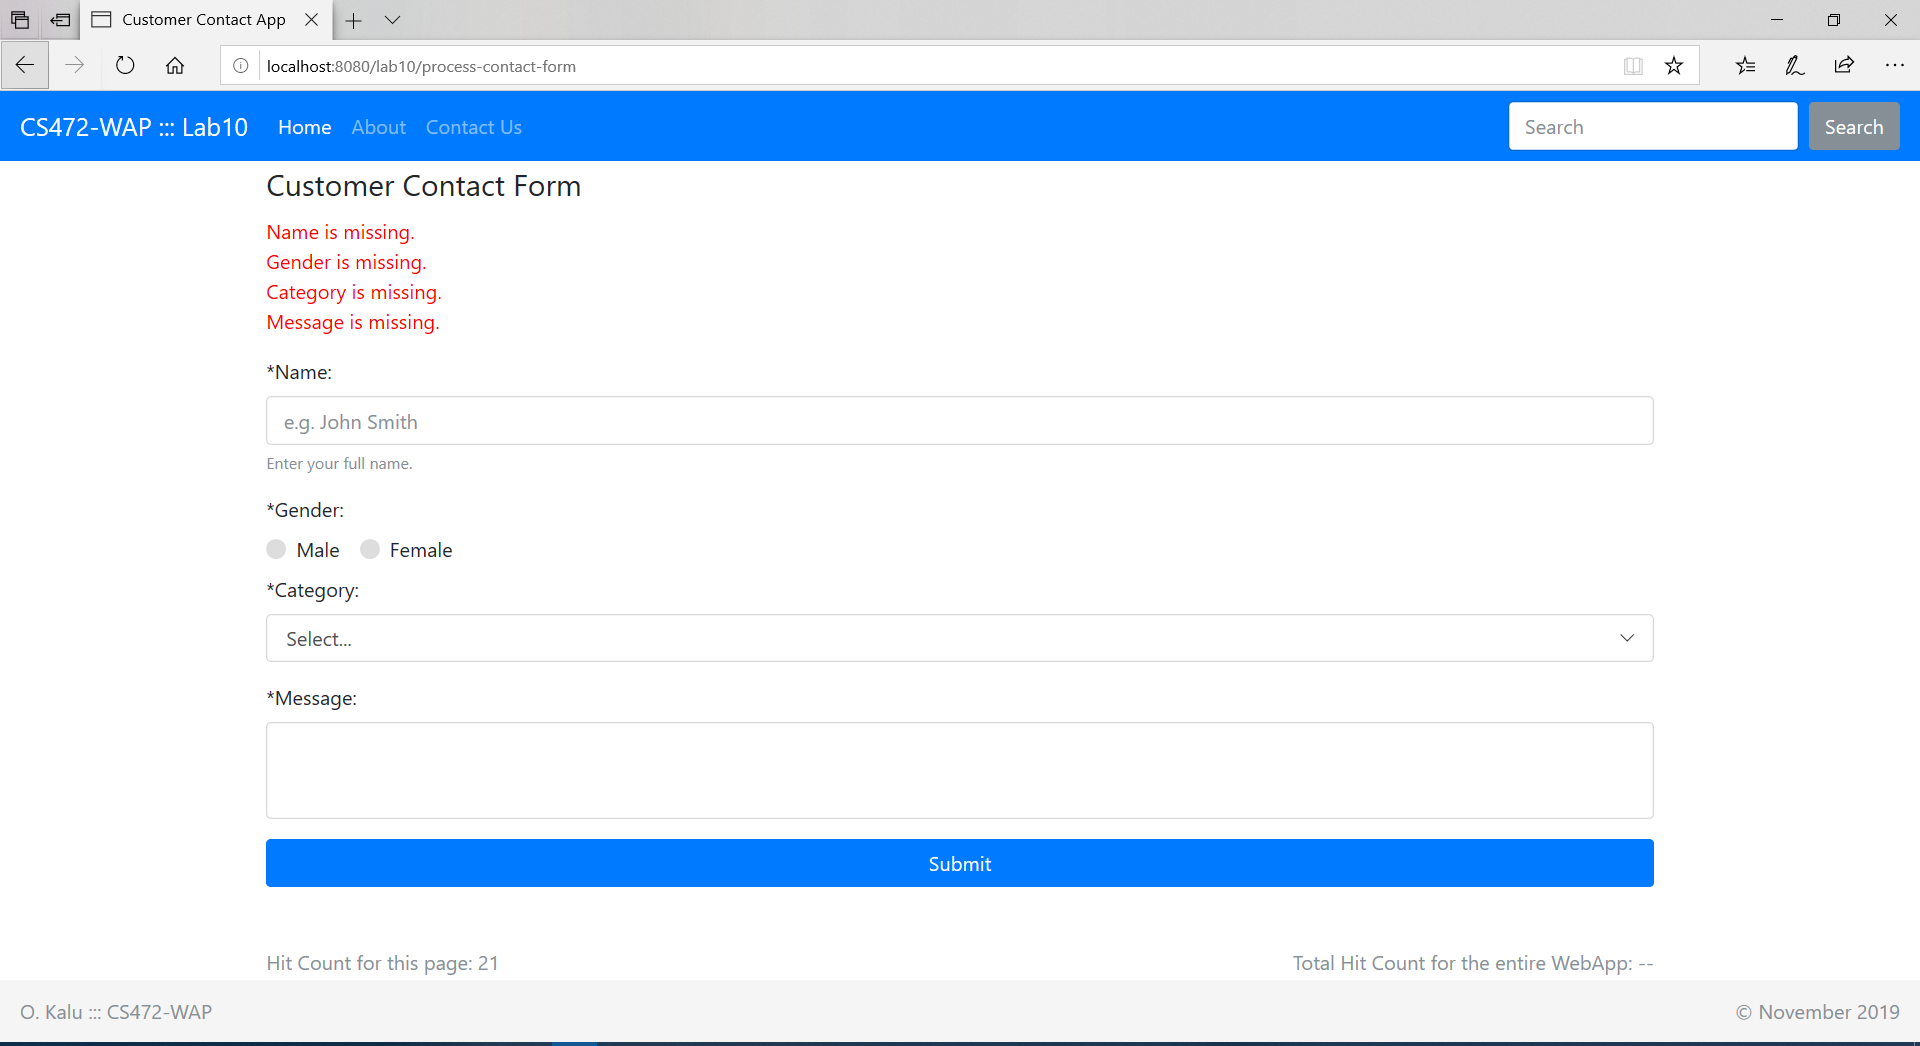 Customer Contact App
localhost:8080/lab10/process-contact-form
CS472-WAP ::: Lab10 Home About Contact Us Search Search
Customer Contact Form
Name is missing.
Gender is missing.
Category is missing.
Message is missing.
*Name:
e.g. John Smith
Enter your full name.
*Gender:
Male Female
*Category:
Select...
*Message:
Submit
Hit Count for this page: 21 Total Hit Count for the entire WebApp: --
O. Kalu ::: CS472-WAP © November 2019